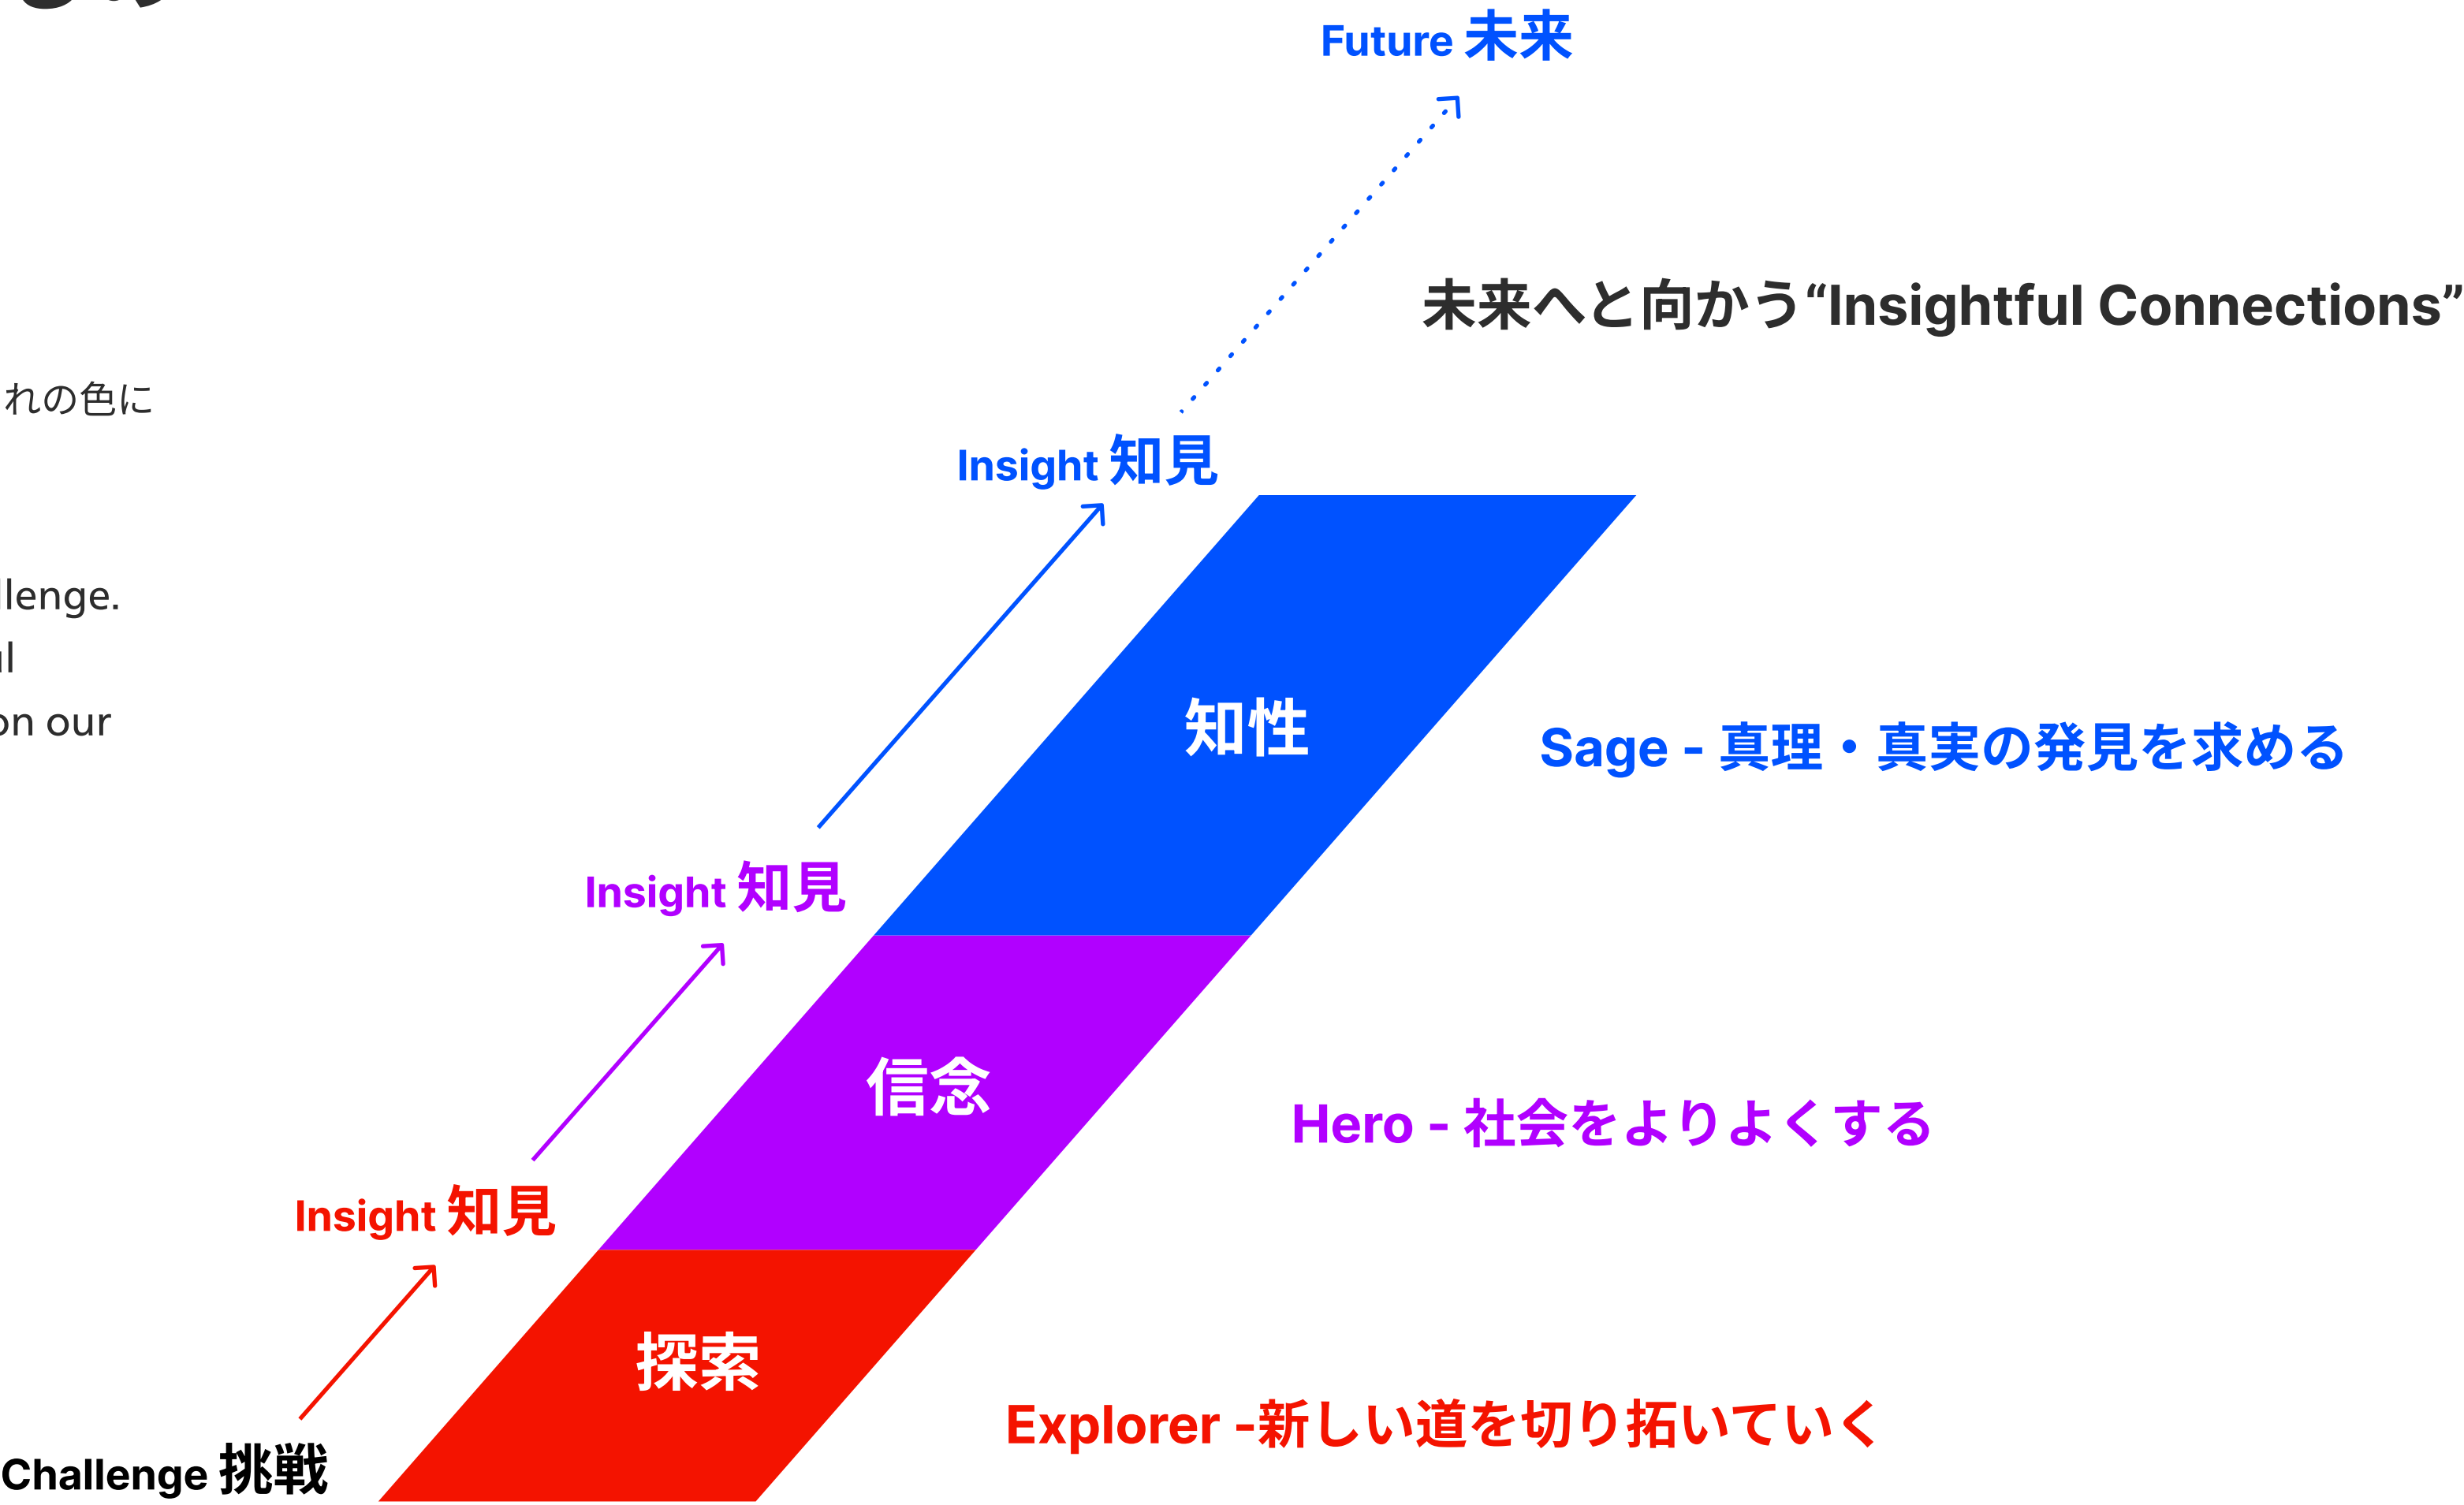 Future 未来
未来へと向かう“Insightful Connections”
れの色に
Insight 知見
llenge.
on our
知性
Sage - 真理・真実の発見を求める
Insight 知見
信念
Hero - 社会をよりよくする
Insight 知見
探索
Explorer -新しい道を切り拓いていく
Challenge 挑戦